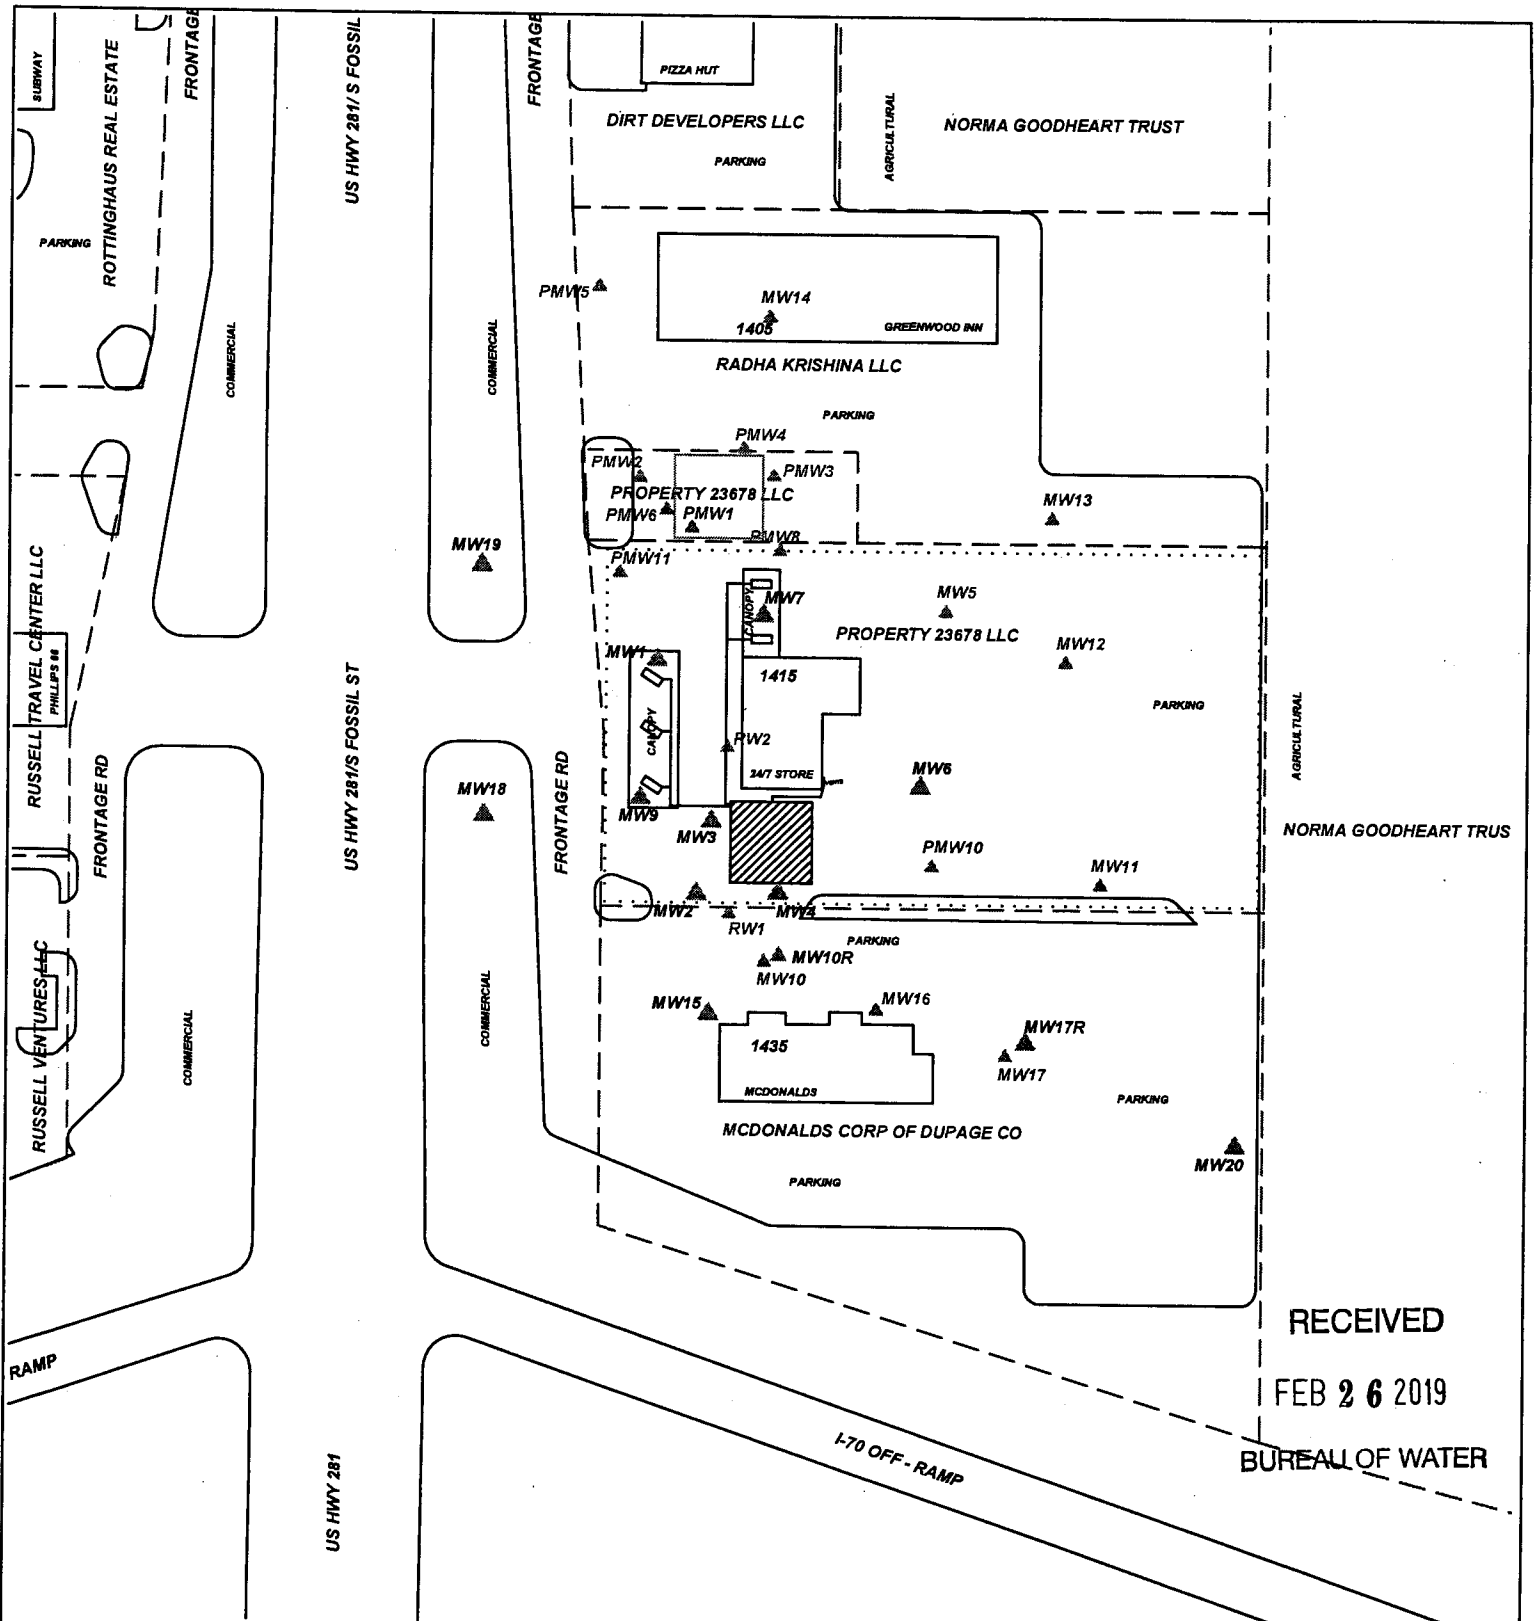 SUBWAY
ROTTINGHAUS REAL ESTATE
FRONTAGE
US HWY 281/ S FOSSIL
FRONTAGE
PIZZA HUT
DIRT DEVELOPERS LLC
PARKING
AGRICULTURAL
NORMA GOODHEART TRUST
PARKING
COMMERCIAL
COMMERCIAL
PMW5
MW14
1405
GREENWOOD INN
RADHA KRISHINA LLC
PARKING
PMW4
PMW2
PMW3
PROPERTY 23678 LLC
PMW6
PMW1
MW13
MW19
PMW8
PMW11
MW5
CANOPY
MW7
PROPERTY 23678 LLC
MW12
MW1
1415
PARKING
RUSSELL TRAVEL CENTER LLC
PHILLIPS 66
FRONTAGE RD
US HWY 281/S FOSSIL ST
FRONTAGE RD
CANOPY
RW2
24/7 STORE
MW6
AGRICULTURAL
MW18
MW9
MW3
NORMA GOODHEART TRUS
PMW10
MW11
MW2
MW4
RW1
PARKING
MW10R
MW10
RUSSELL VENTURES LLC
COMMERCIAL
COMMERCIAL
MW15
MW16
MW17R
1435
MW17
MCDONALDS
PARKING
MCDONALDS CORP OF DUPAGE CO
MW20
PARKING
RECEIVED
RAMP
FEB 26 2019
I-70 OFF - RAMP
BUREAU OF WATER
US HWY 281